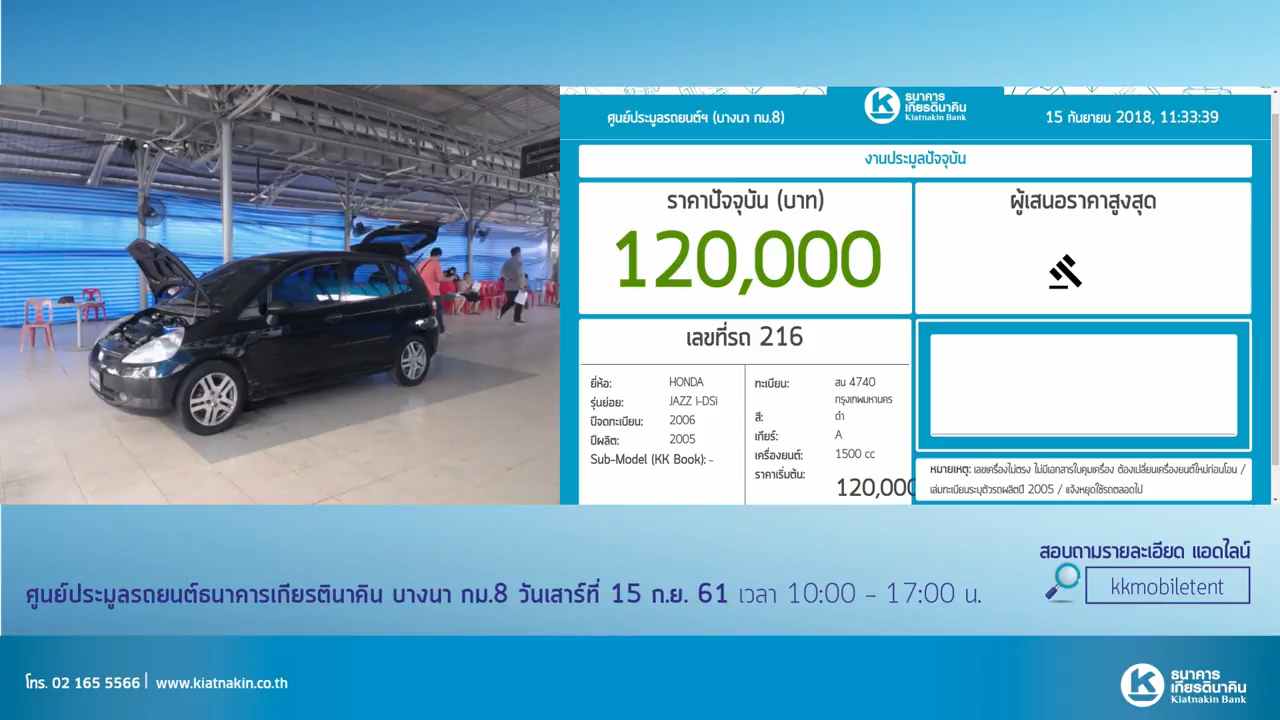 ศูนย์ประมูลรถยนต์ฯ (บางนา กม.8)
ธนาคาร
เกียรตินาคิน
Kiatnakin Bank
15 กันยายน 2018, 11:33:39
งานประมูลปัจจุบัน
ราคาปัจจุบัน (บาท)
120,000
ผู้เสนอราคาสูงสุด
เลขที่รถ 216
ยี่ห้อ: HONDA
รุ่นย่อย: JAZZ i-DSi
ปีจดทะเบียน: 2006
ปีผลิต: 2005
Sub-Model (KK Book): -
ทะเบียน: สน 4740
กรุงเทพมหานคร
สี: ดำ
เกียร์: A
เครื่องยนต์: 1500 cc
ราคาเริ่มต้น: 120,000
หมายเหตุ: เลขเครื่องไม่ตรง ไม่มีเอกสารใบคุมเครื่อง ต้องเปลี่ยนเครื่องยนต์ใหม่ก่อนโอน /
เล่มทะเบียนระบุตัวรถผลิตปี 2005 / แจ้งหยุดใช้รถตลอดไป
สอบถามรายละเอียด แอดไลน์
kkmobiletent
ศูนย์ประมูลรถยนต์ธนาคารเกียรตินาคิน บางนา กม.8 วันเสาร์ที่ 15 ก.ย. 61 เวลา 10:00 - 17:00 น.
โทร. 02 165 5566 | www.kiatnakin.co.th
ธนาคาร
เกียรตินาคิน
Kiatnakin Bank